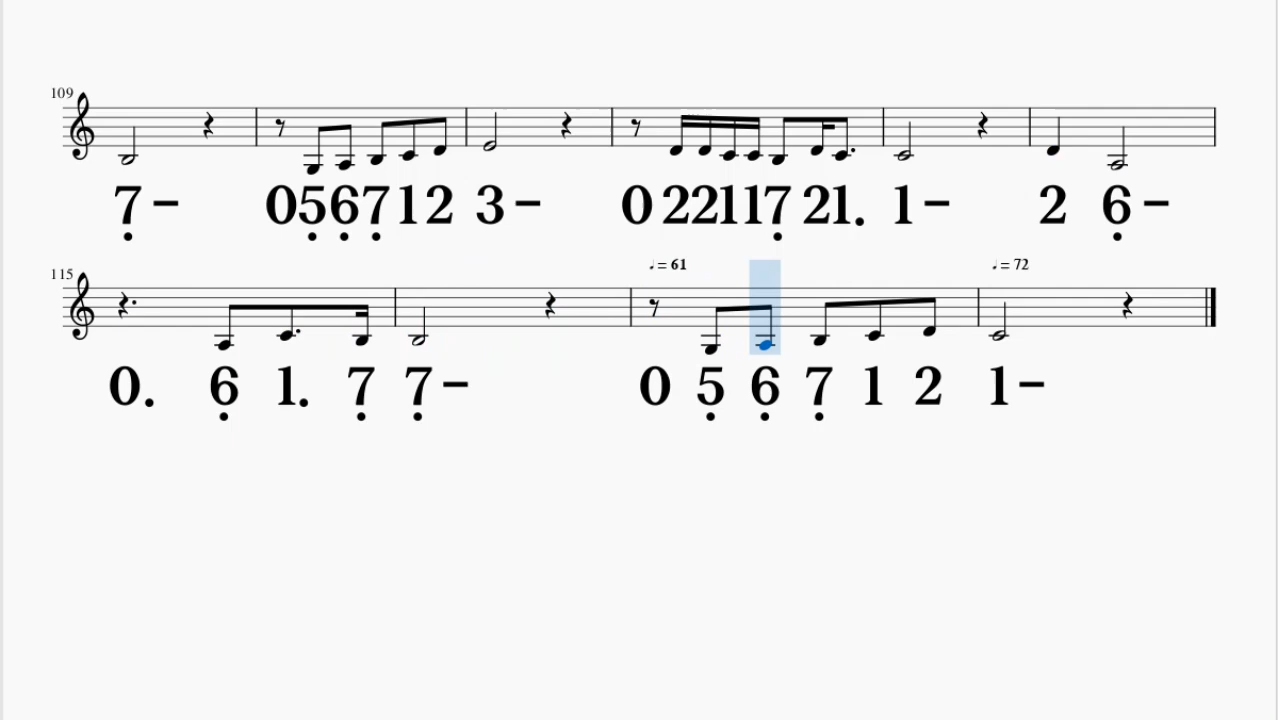 109
7 – 0 5 6 7 1 2 3 – 0 2 2 1 1 7 2 1. 1 – 2 6 –
115
♩ = 61 ♩ = 72
0. 6 1. 7 7 – 0 5 6 7 1 2 1 –